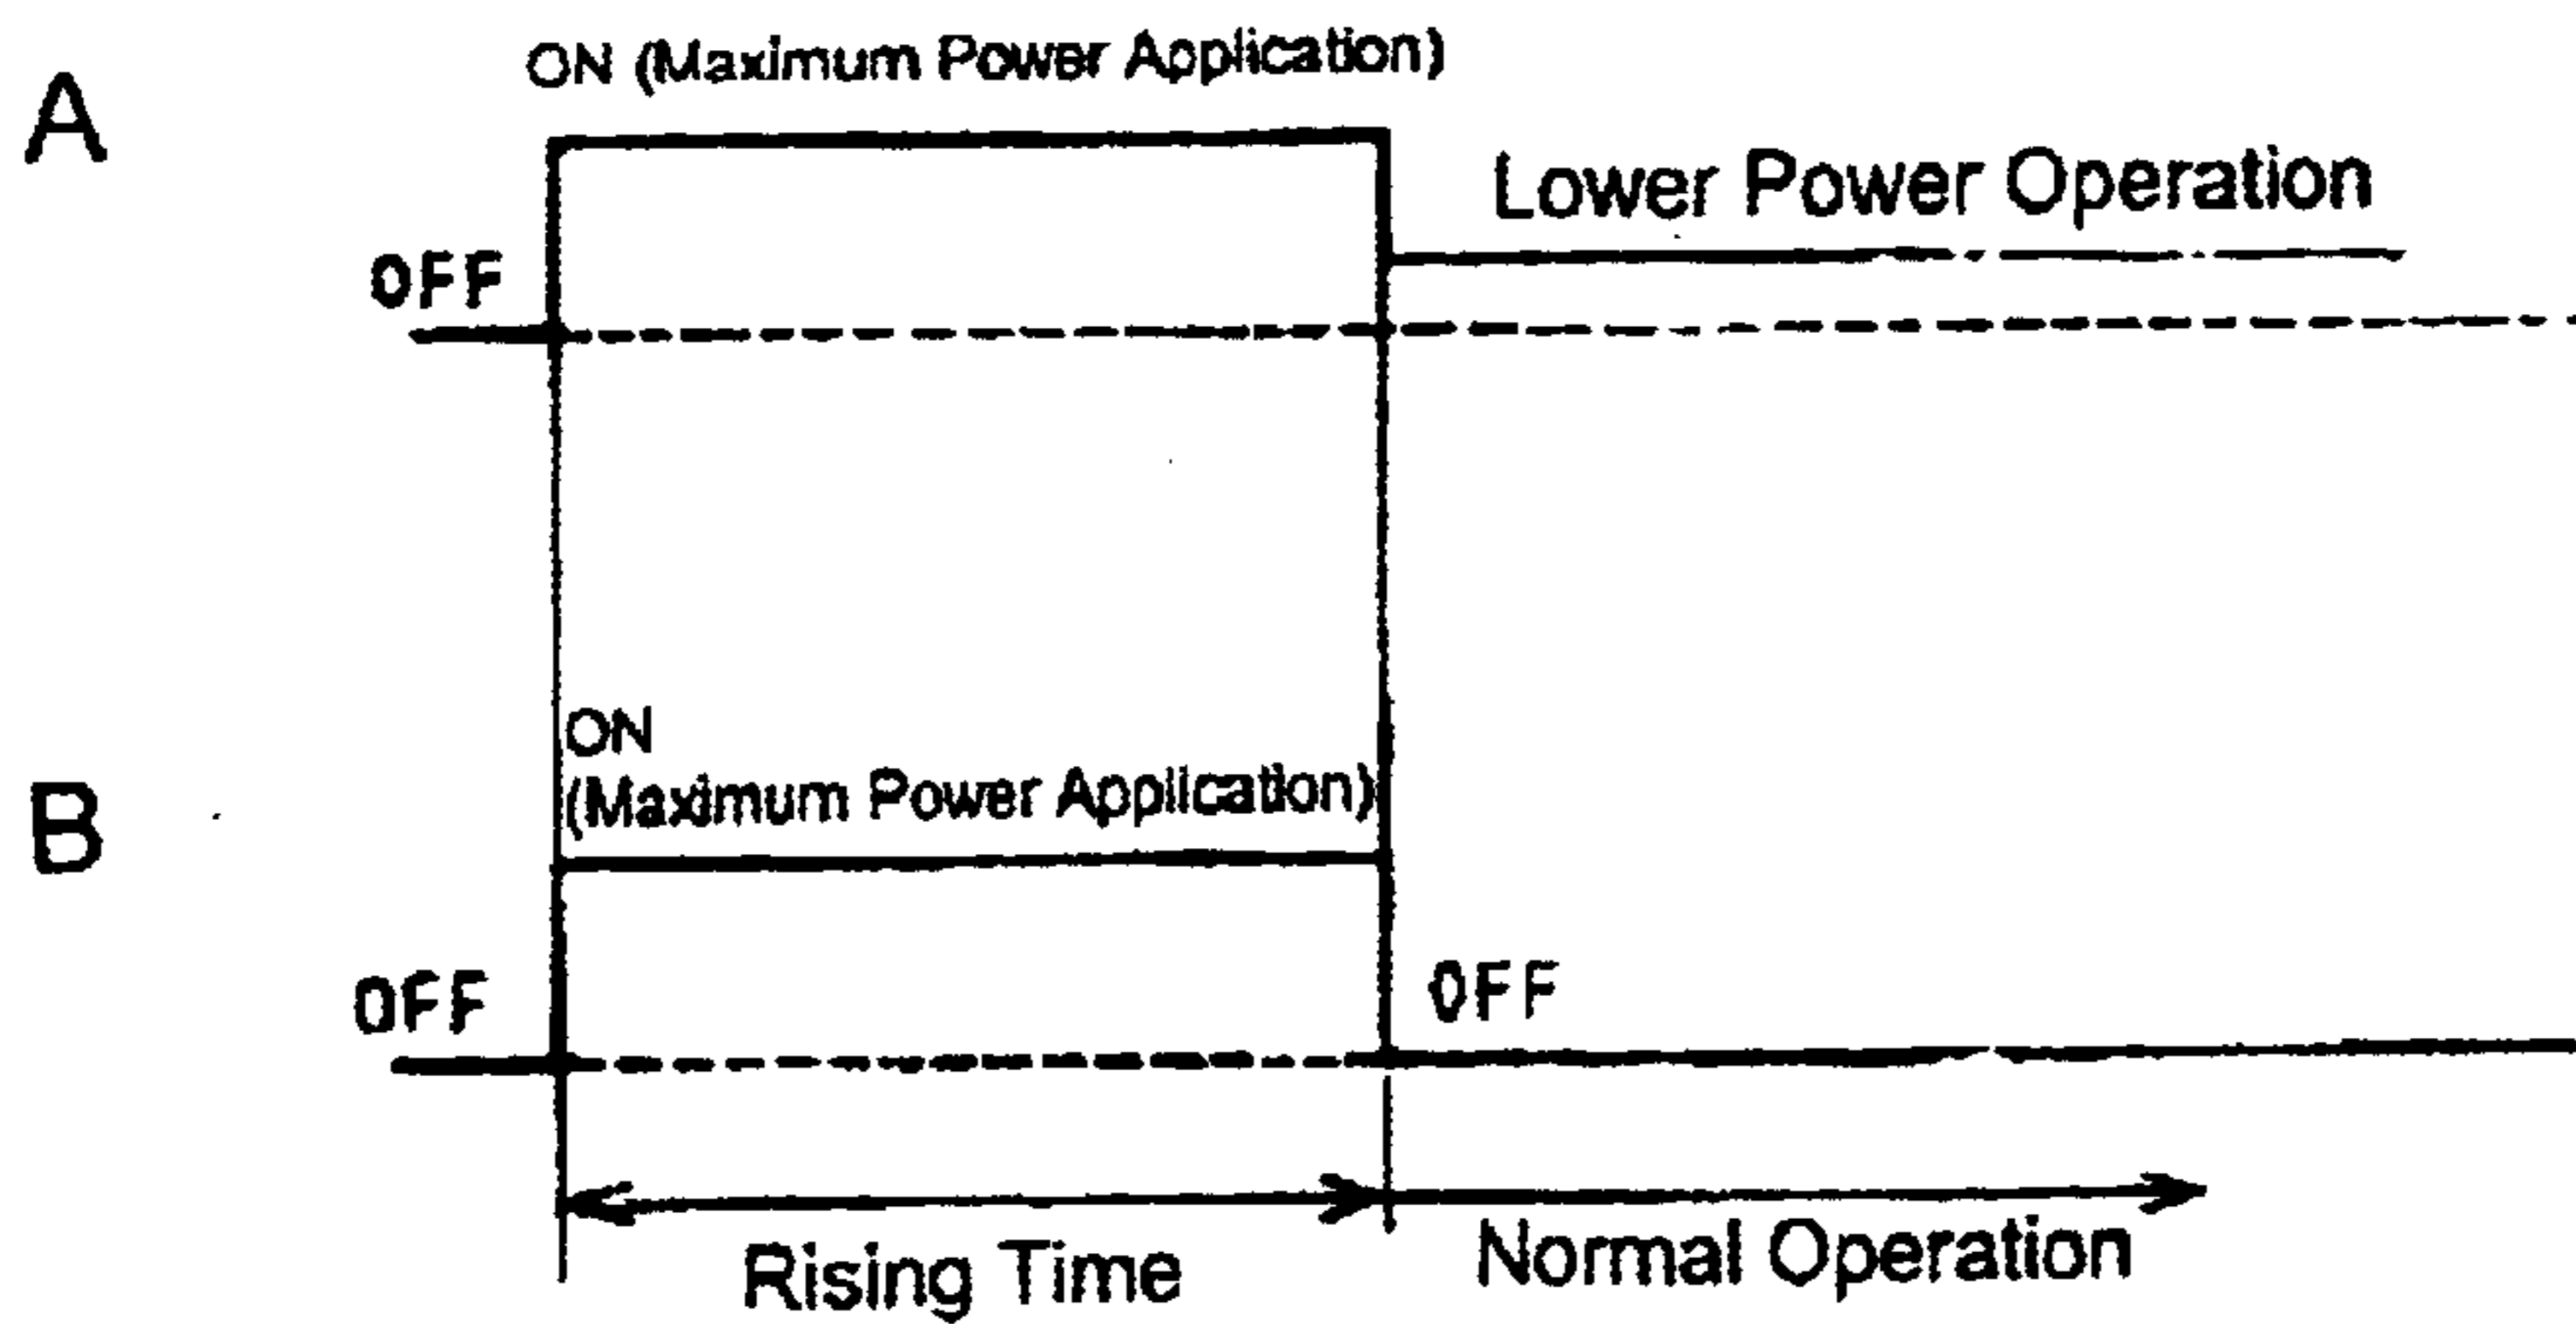 A
ON (Maximum Power Application)
Lower Power Operation
OFF
B
ON
(Maximum Power Application)
OFF
OFF
Rising Time
Normal Operation